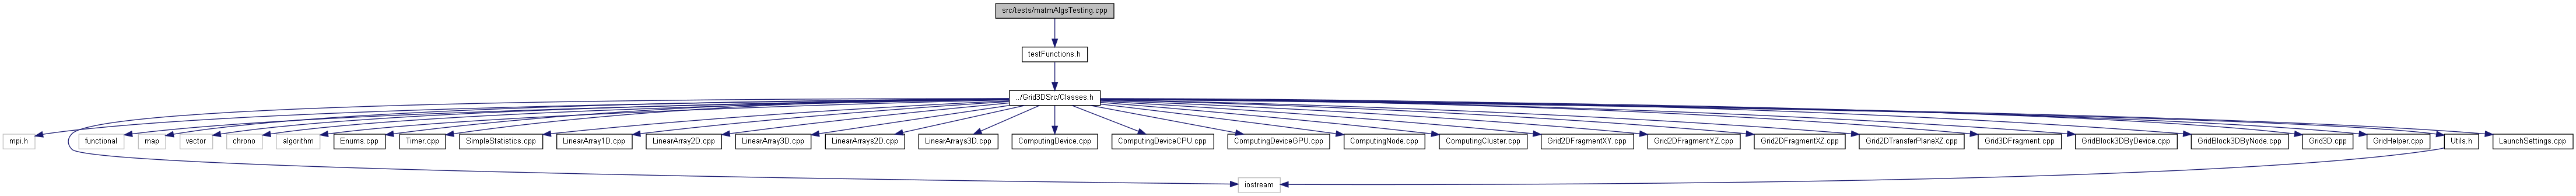 src/tests/matmAlgsTesting.cpp
testFunctions.h
../Grid3DSrc/Classes.h
mpi.h
functional
map
vector
chrono
algorithm
Enums.cpp
Timer.cpp
SimpleStatistics.cpp
LinearArray1D.cpp
LinearArray2D.cpp
LinearArray3D.cpp
LinearArrays2D.cpp
LinearArrays3D.cpp
ComputingDevice.cpp
ComputingDeviceCPU.cpp
ComputingDeviceGPU.cpp
ComputingNode.cpp
ComputingCluster.cpp
Grid2DFragmentXY.cpp
Grid2DFragmentYZ.cpp
Grid2DFragmentXZ.cpp
Grid2DTransferPlaneXZ.cpp
Grid3DFragment.cpp
GridBlock3DByDevice.cpp
GridBlock3DByNode.cpp
Grid3D.cpp
GridHelper.cpp
Utils.h
LaunchSettings.cpp
iostream